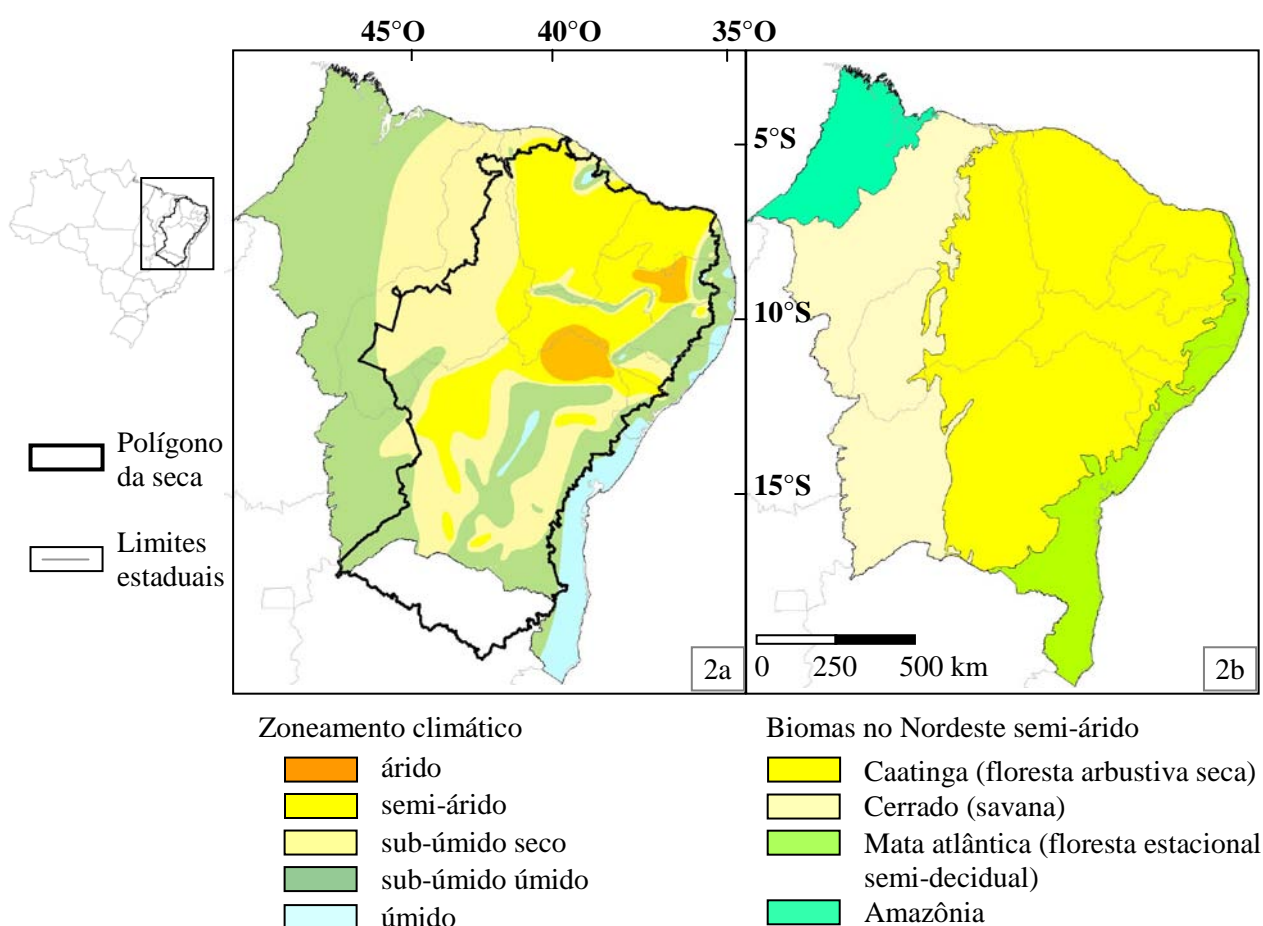 45°O 40°O 35°O
5°S
10°S
15°S
Polígono
da seca
Limites
estaduais
2a
0 250 500 km
2b
Zoneamento climático
árido
semi-árido
sub-úmido seco
sub-úmido úmido
úmido
Biomas no Nordeste semi-árido
Caatinga (floresta arbustiva seca)
Cerrado (savana)
Mata atlântica (floresta estacional
semi-decidual)
Amazônia